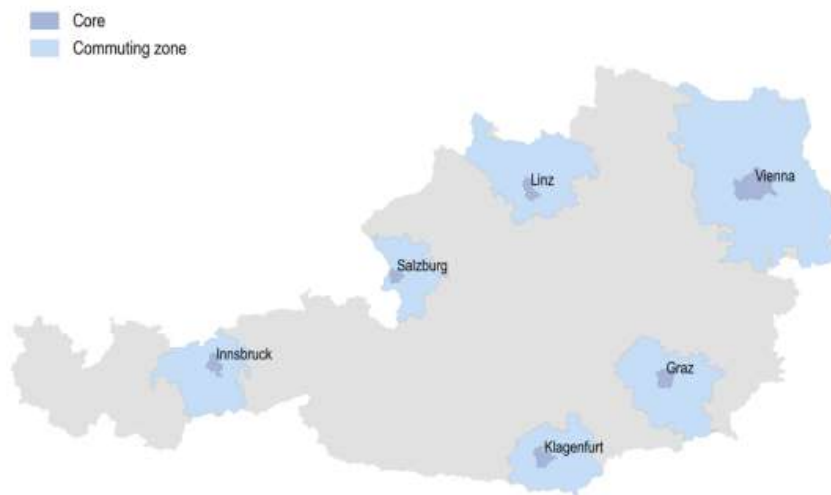 Core
Commuting zone
Linz
Vienna
Salzburg
Innsbruck
Graz
Klagenfurt